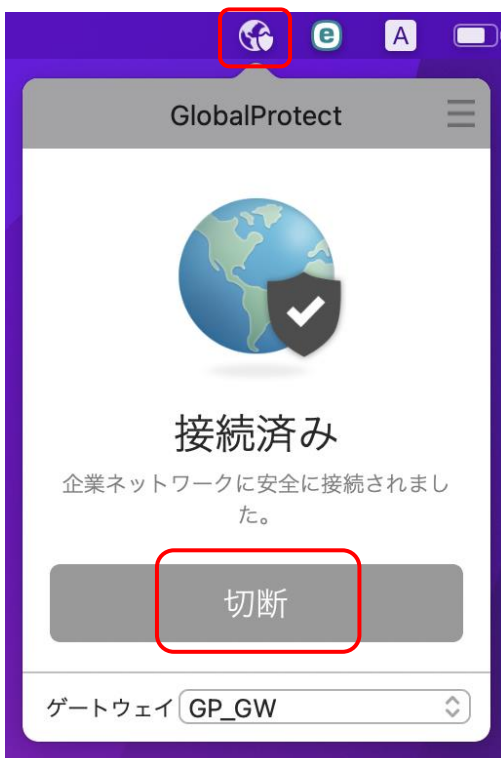 e
A
GlobalProtect
接続済み
企業ネットワークに安全に接続されまし
た。
切断
ゲートウェイ GP_GW